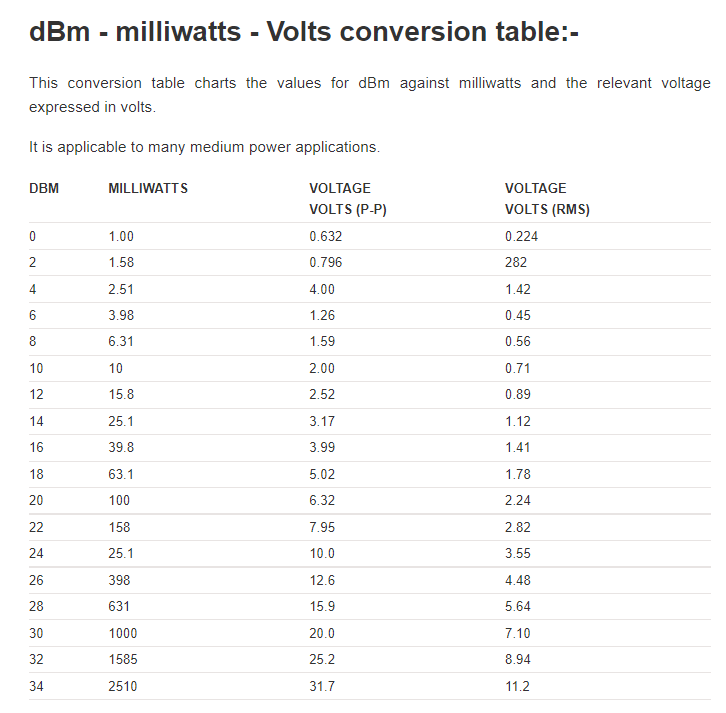 dBm - milliwatts - Volts conversion table:-
This conversion table charts the values for dBm against milliwatts and the relevant voltage
expressed in volts.
It is applicable to many medium power applications.
DBM MILLIWATTS VOLTAGE VOLTAGE
VOLTS (P-P) VOLTS (RMS)
0 1.00 0.632 0.224
2 1.58 0.796 282
4 2.51 4.00 1.42
6 3.98 1.26 0.45
8 6.31 1.59 0.56
10 10 2.00 0.71
12 15.8 2.52 0.89
14 25.1 3.17 1.12
16 39.8 3.99 1.41
18 63.1 5.02 1.78
20 100 6.32 2.24
22 158 7.95 2.82
24 25.1 10.0 3.55
26 398 12.6 4.48
28 631 15.9 5.64
30 1000 20.0 7.10
32 1585 25.2 8.94
34 2510 31.7 11.2